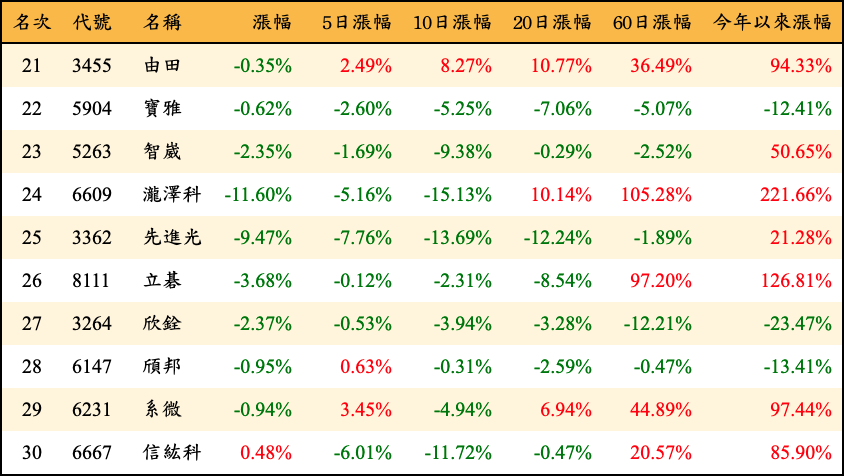 名次 代號 名稱 漲幅 5日漲幅 10日漲幅 20日漲幅 60日漲幅 今年以來漲幅
21 3455 由田 -0.35% 2.49% 8.27% 10.77% 36.49% 94.33%
22 5904 寶雅 -0.62% -2.60% -5.25% -7.06% -5.07% -12.41%
23 5263 智崴 -2.35% -1.69% -9.38% -0.29% -2.52% 50.65%
24 6609 瀧澤科 -11.60% -5.16% -15.13% 10.14% 105.28% 221.66%
25 3362 先進光 -9.47% -7.76% -13.69% -12.24% -1.89% 21.28%
26 8111 立碁 -3.68% -0.12% -2.31% -8.54% 97.20% 126.81%
27 3264 欣銓 -2.37% -0.53% -3.94% -3.28% -12.21% -23.47%
28 6147 頎邦 -0.95% 0.63% -0.31% -2.59% -0.47% -13.41%
29 6231 系微 -0.94% 3.45% -4.94% 6.94% 44.89% 97.44%
30 6667 信紘科 0.48% -6.01% -11.72% -0.47% 20.57% 85.90%